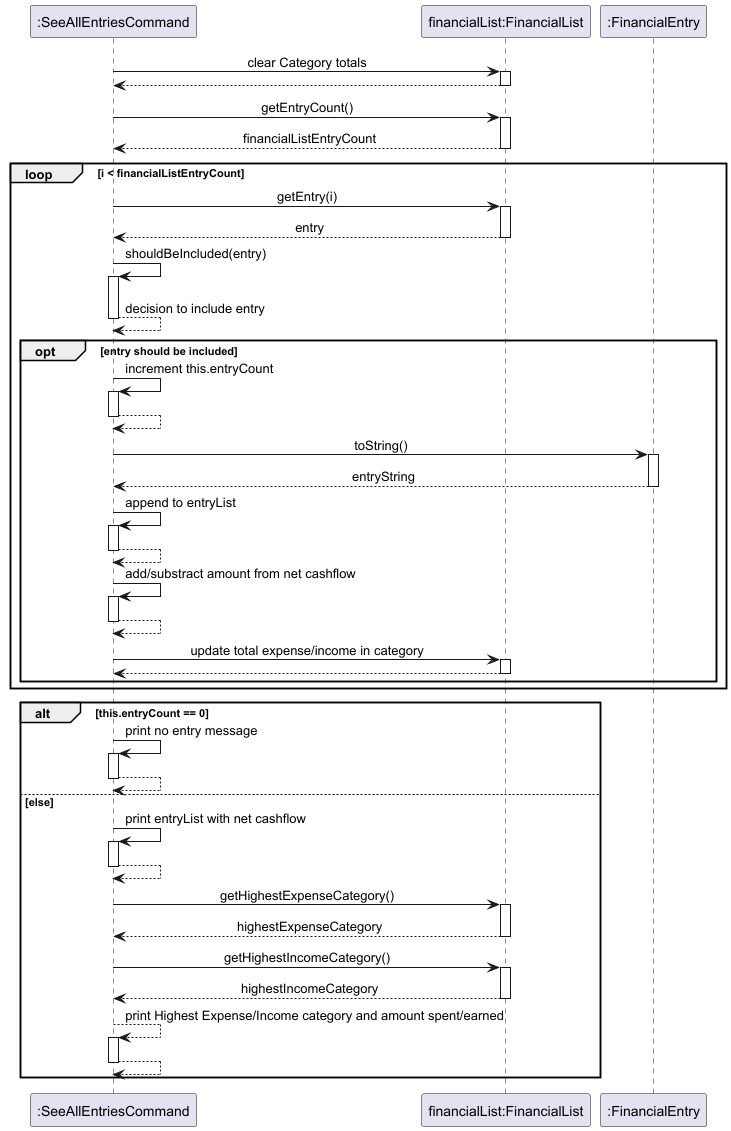 :SeeAllEntriesCommand
financialList:FinancialList
:FinancialEntry
clear Category totals
getEntryCount()
financialListEntryCount
loop
[i < financialListEntryCount]
getEntry(i)
entry
shouldBeIncluded(entry)
decision to include entry
opt
[entry should be included]
increment this.entryCount
toString()
entryString
append to entryList
add/substract amount from net cashflow
update total expense/income in category
alt
[this.entryCount == 0]
print no entry message
[else]
print entryList with net cashflow
getHighestExpenseCategory()
highestExpenseCategory
getHighestIncomeCategory()
highestIncomeCategory
print Highest Expense/Income category and amount spent/earned
:SeeAllEntriesCommand
financialList:FinancialList
:FinancialEntry